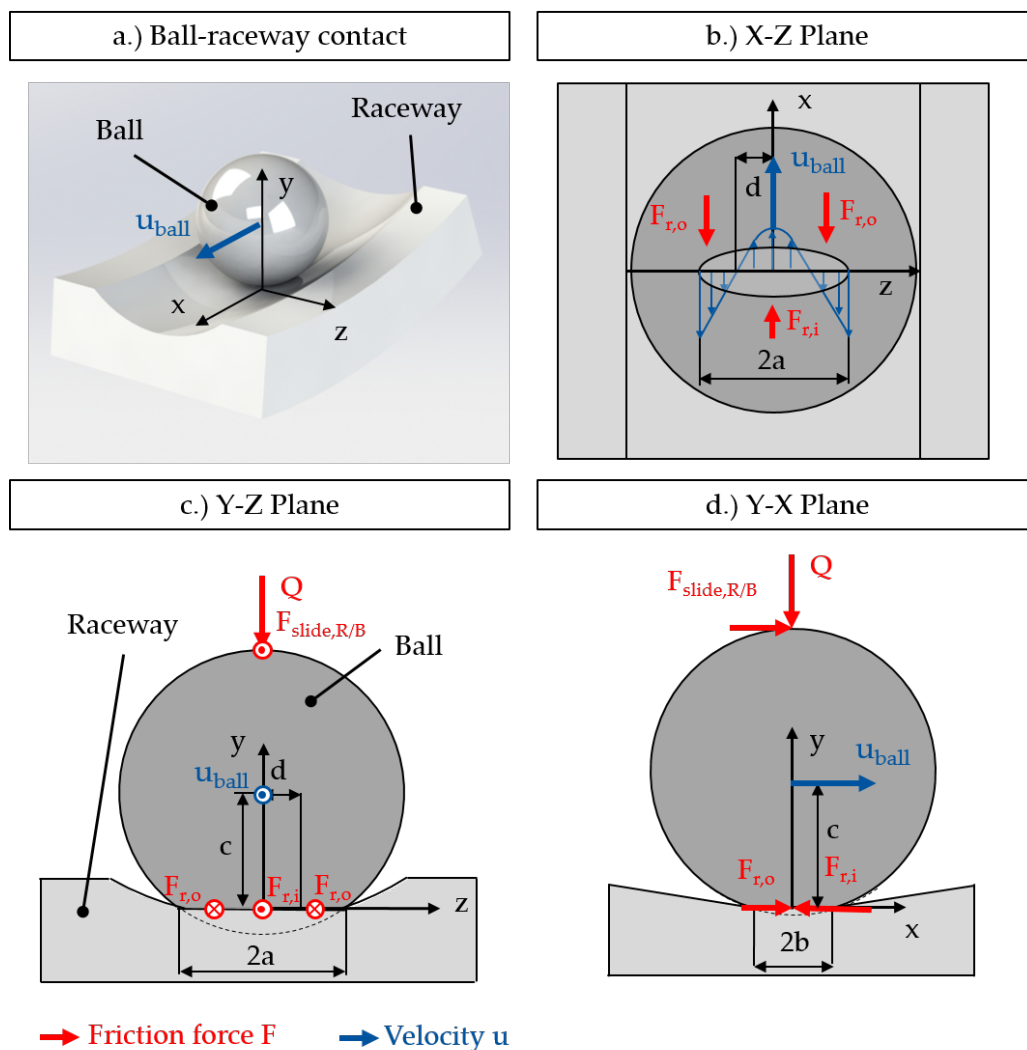 a.) Ball-raceway contact
b.) X-Z Plane
Ball
Raceway
y
u_ball
x
z
x
u_ball
d
F_r,o
F_r,o
z
F_r,i
2a
c.) Y-Z Plane
d.) Y-X Plane
Q
F_slide,R/B
Raceway
Ball
y
u_ball
d
c
F_r,o
F_r,i
F_r,o
z
2a
Q
F_slide,R/B
y
u_ball
c
F_r,o
F_r,i
x
2b
Friction force F
Velocity u